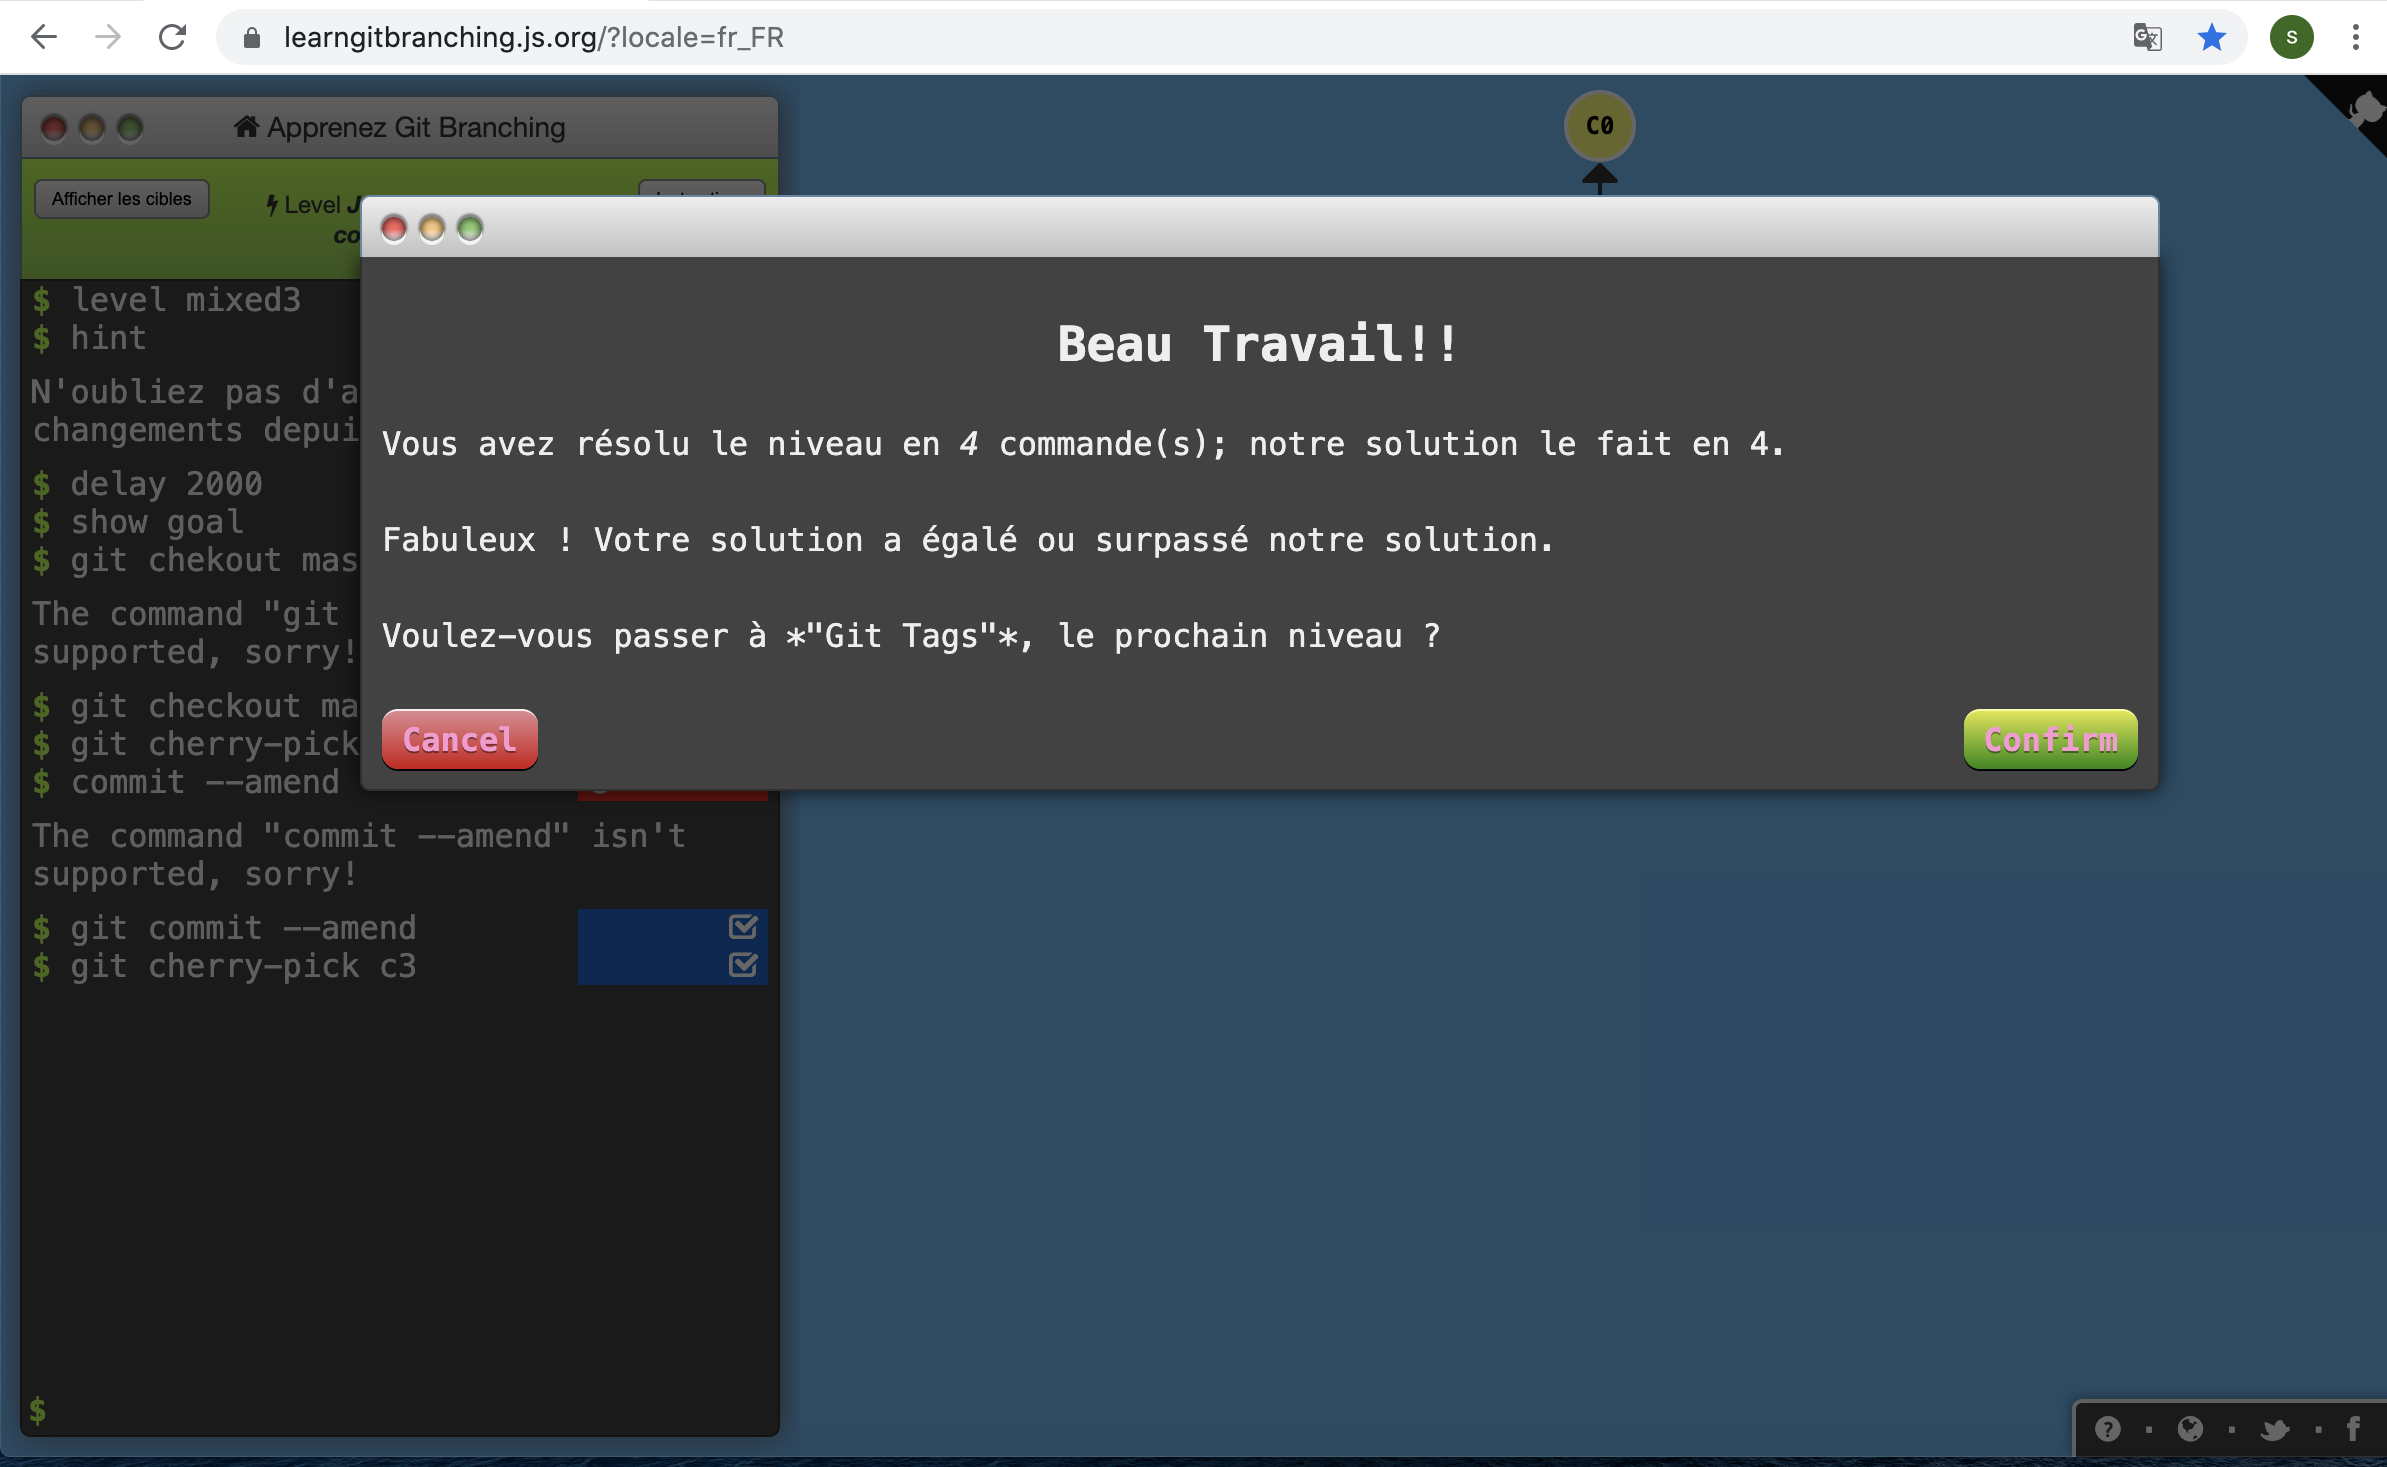 learngitbranching.js.org/?locale=fr_FR
S
Apprenez Git Branching
Afficher les cibles
Level
C0
$ level mixed3
$ hint
N'oubliez pas d'a
changements depui
$ delay 2000
$ show goal
$ git chekout mas
The command "git
supported, sorry!
$ git checkout ma
$ git cherry-pick
$ commit --amend
The command "commit --amend" isn't
supported, sorry!
$ git commit --amend
$ git cherry-pick c3
$
Beau Travail!!
Vous avez résolu le niveau en 4 commande(s); notre solution le fait en 4.
Fabuleux ! Votre solution a égalé ou surpassé notre solution.
Voulez-vous passer à *"Git Tags"*, le prochain niveau ?
Cancel
Confirm